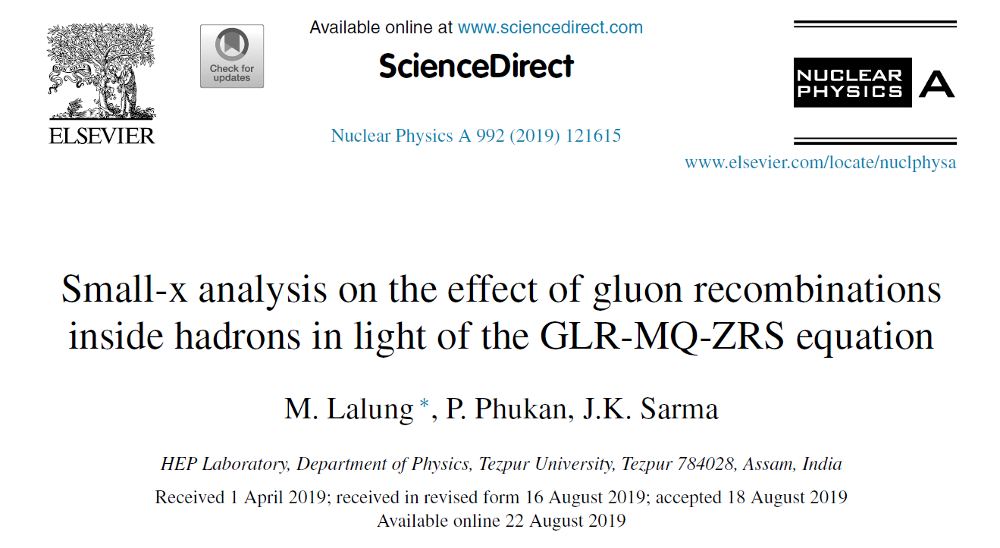 Available online at www.sciencedirect.com
ScienceDirect
Check for
updates
NON SOLUS
ELSEVIER
NUCLEAR
PHYSICS A
Nuclear Physics A 992 (2019) 121615
www.elsevier.com/locate/nuclphysa
Small-x analysis on the effect of gluon recombinations
inside hadrons in light of the GLR-MQ-ZRS equation
M. Lalung *, P. Phukan, J.K. Sarma
HEP Laboratory, Department of Physics, Tezpur University, Tezpur 784028, Assam, India
Received 1 April 2019; received in revised form 16 August 2019; accepted 18 August 2019
Available online 22 August 2019